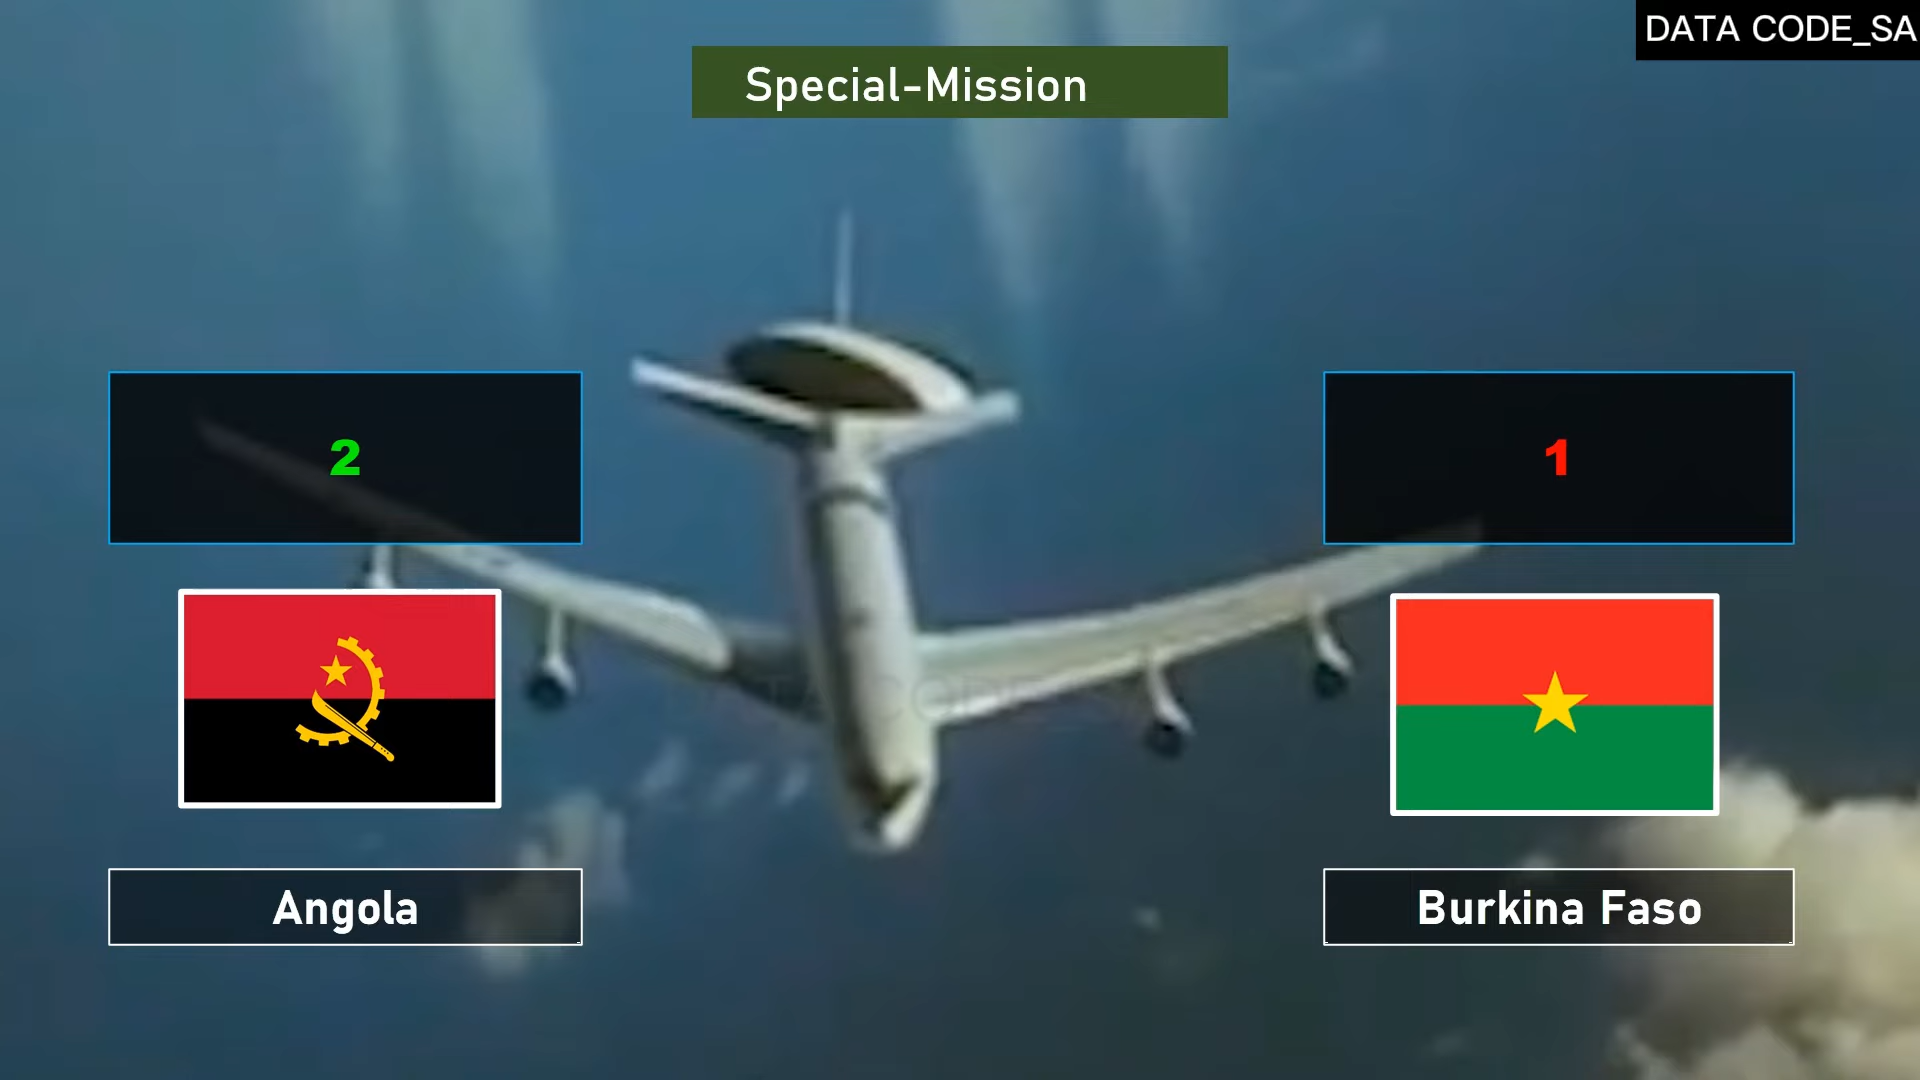 DATA CODE_SA
Special-Mission
2
1
Angola
Burkina Faso